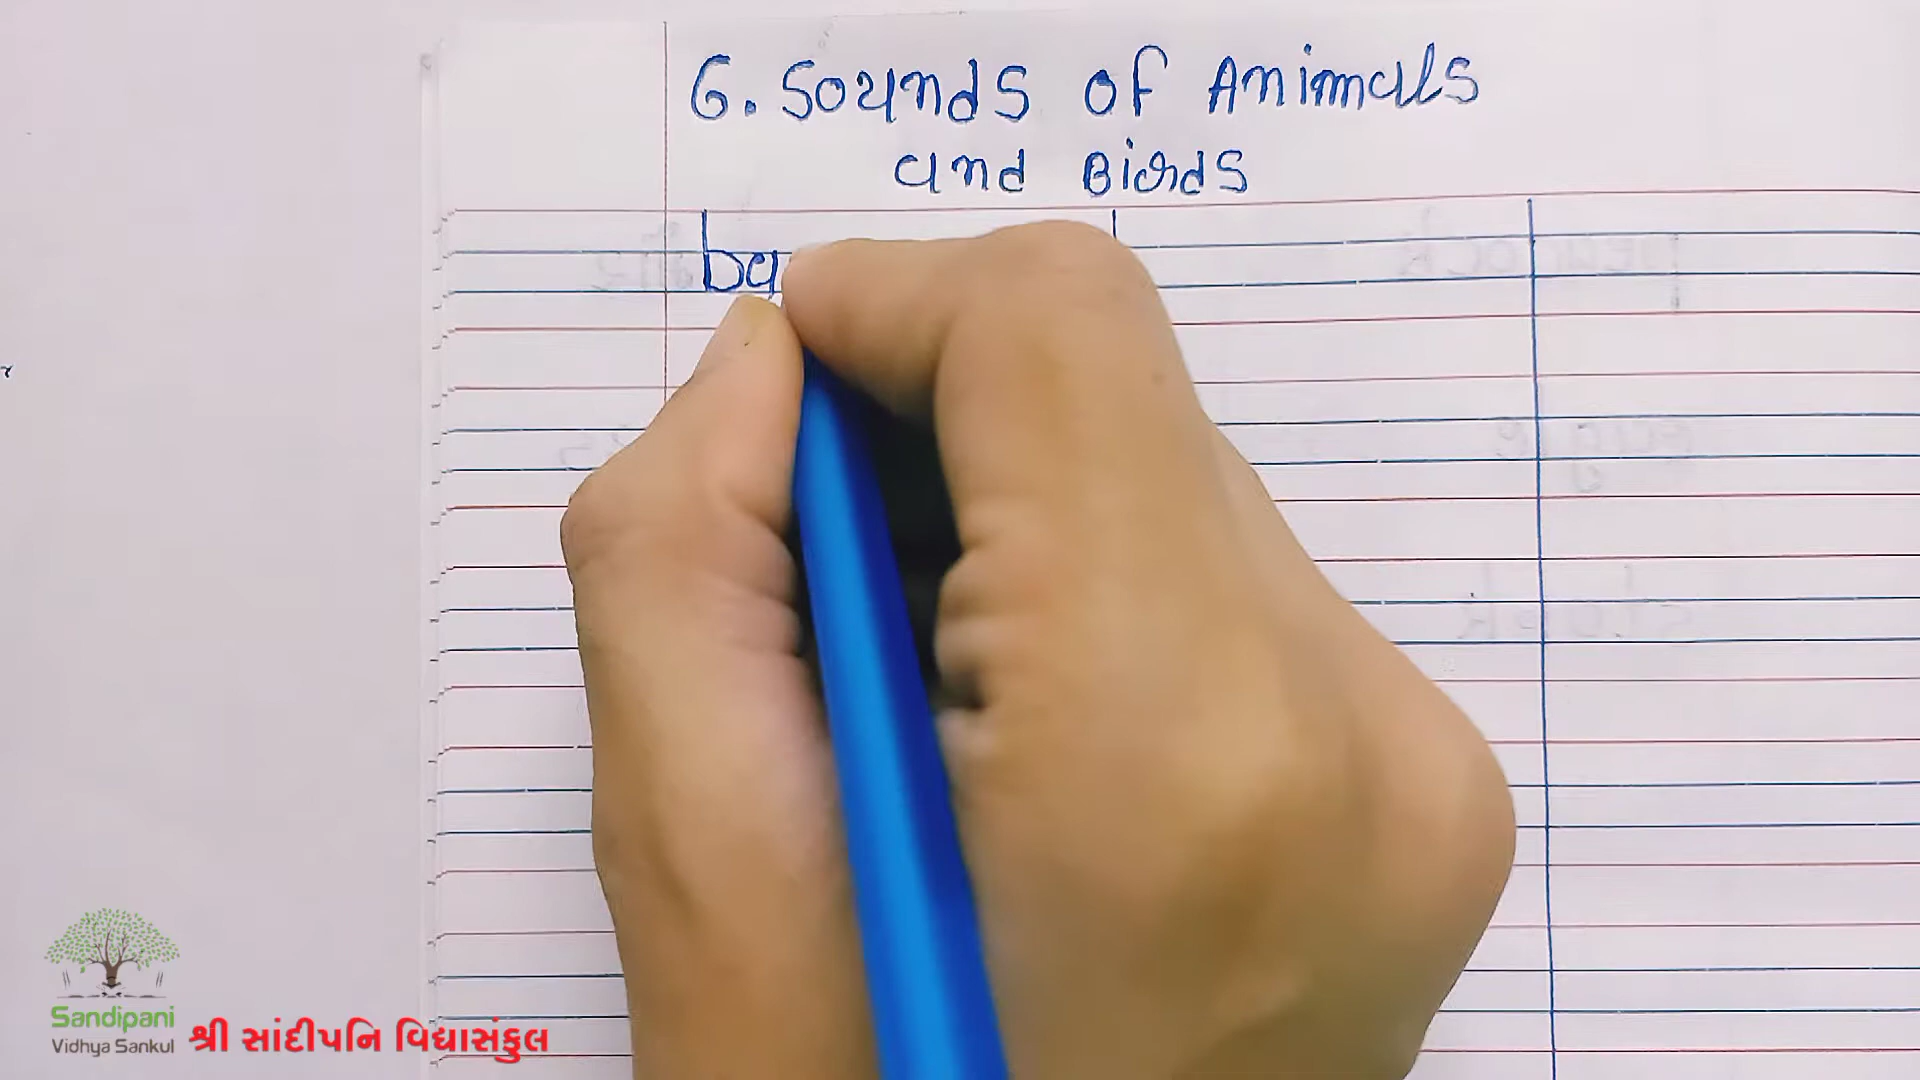 6. Sounds of Animals
and Birds
ba
Sandipani
Vidhya Sankul
શ્રી સાંદીપનિ વિદ્યાસંકુલ